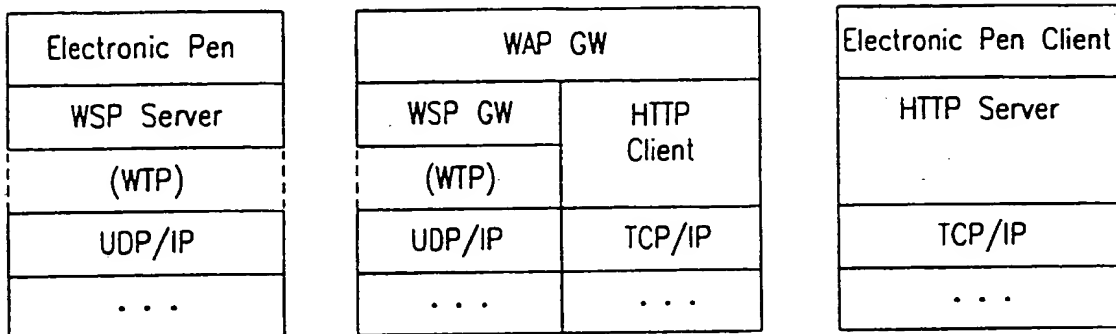 Electronic Pen
WSP Server
(WTP)
UDP/IP
. . .
WAP GW
WSP GW
(WTP)
UDP/IP
. . .
HTTP
Client
TCP/IP
. . .
Electronic Pen Client
HTTP Server
TCP/IP
. . .